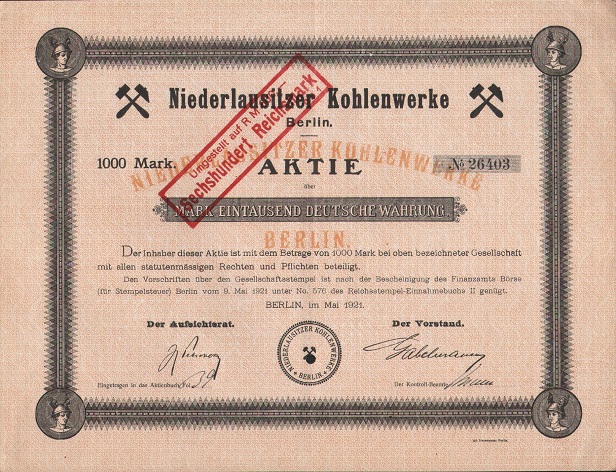 Niederlausitzer Kohlenwerke
Berlin.
Umgestellt auf R.M.
Sechshundert Reichsmark
1000 Mark.
NIEDERLAUSITZER KOHLENWERKE
AKTIE
No 26403
über
MARK EINTAUSEND DEUTSCHE WÄHRUNG.
BERLIN.
Der Inhaber dieser Aktie ist mit dem Betrage von 1000 Mark bei oben bezeichneter Gesellschaft
mit allen statutenmässigen Rechten und Pflichten beteiligt.
Den Vorschriften über den Gesellschaftsstempel ist nach der Bescheinigung des Finanzamts Börse
(für Stempelsteuer) Berlin vom 9. Mai 1921 unter No. 576 des Reichsstempel-Einnahmebuchs II genügt.
BERLIN, im Mai 1921.
Der Aufsichtsrat.
Der Vorstand.
NIEDERLAUSITZER KOHLENWERKE
BERLIN
Eingetragen in das Aktienbuch
Der Kontroll-Beamte